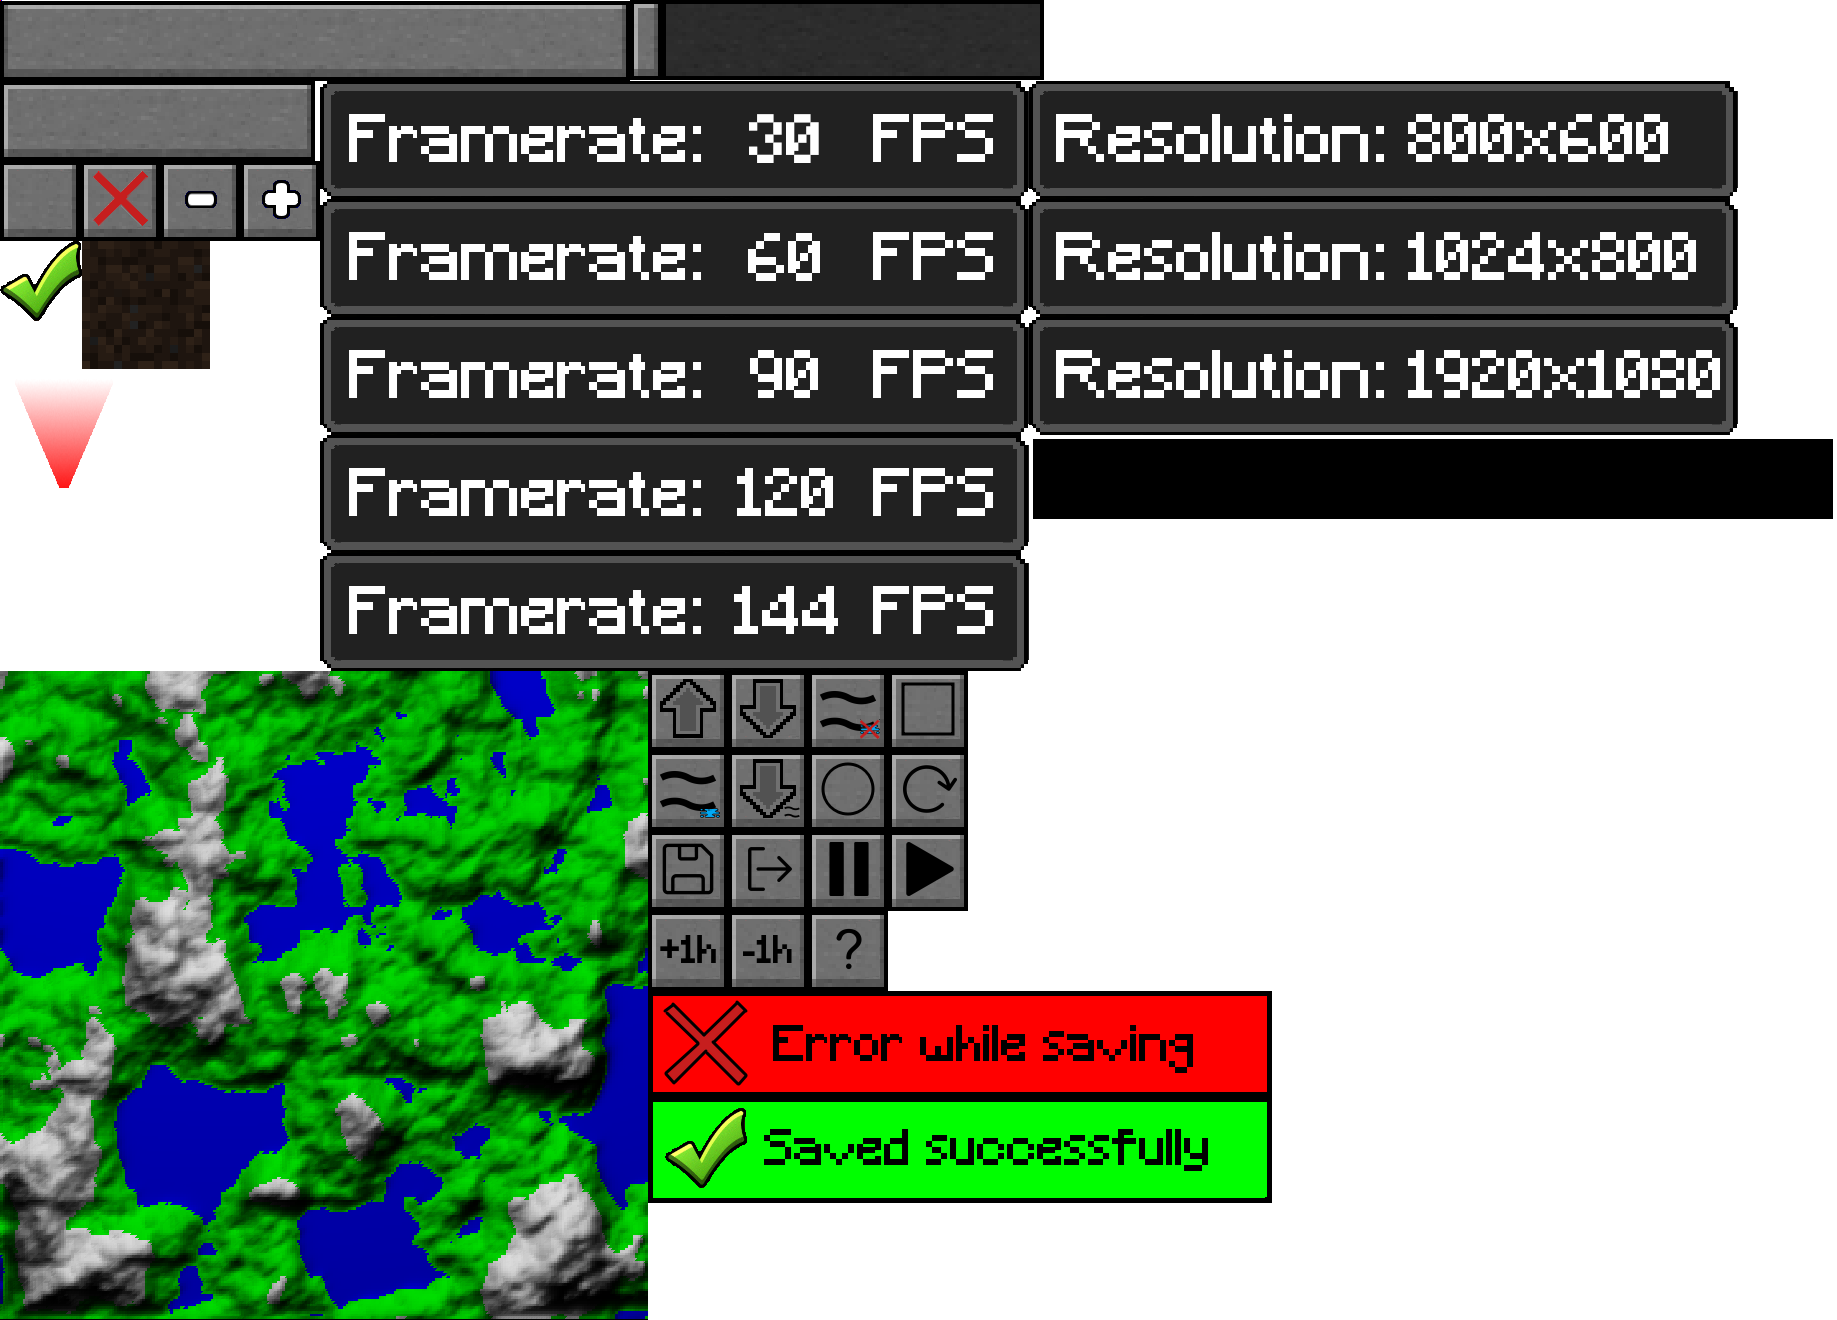 Framerate: 30 FPS
Resolution: 800x600
Framerate: 60 FPS
Resolution: 1024x800
Framerate: 90 FPS
Resolution: 1920x1080
Framerate: 120 FPS
Framerate: 144 FPS
+1h
-1h
?
Error while saving
Saved successfully